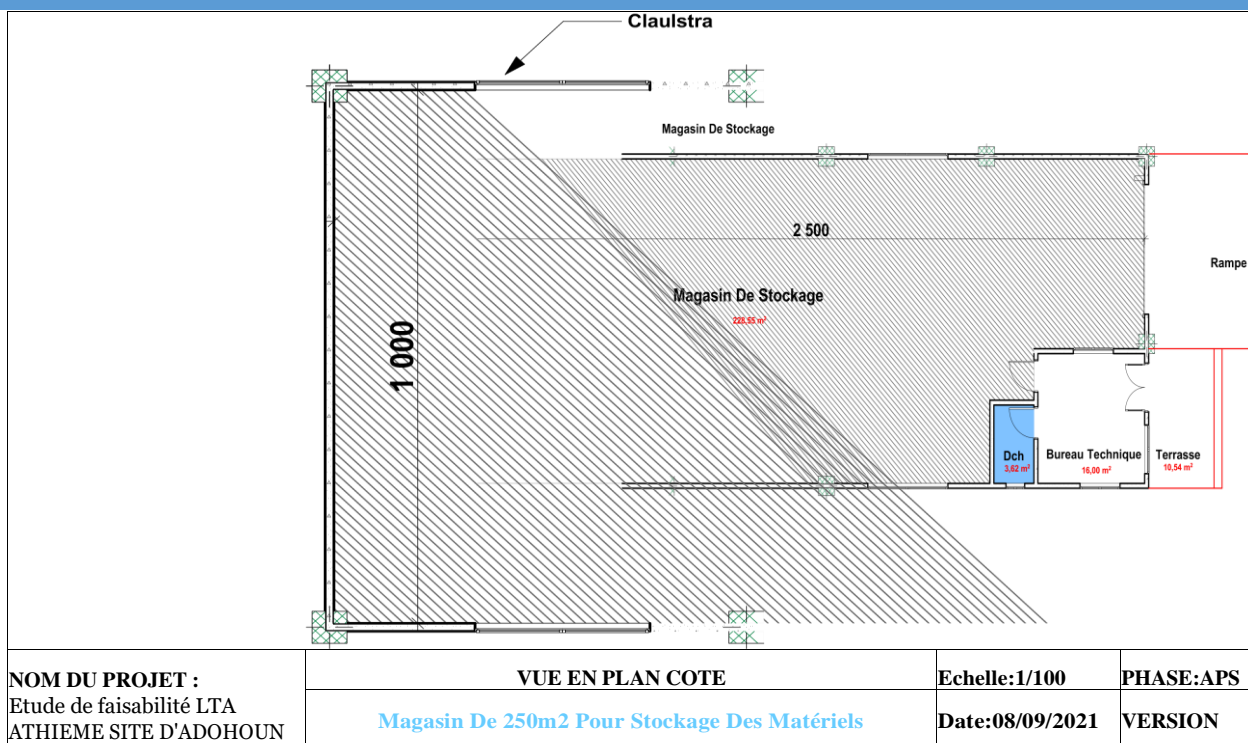 Claulstra
Magasin De Stockage
2 500
Rampe
Magasin De Stockage
228,55 m²
1 000
Dch
3,62 m²
Bureau Technique
16,00 m²
Terrasse
10,54 m²
NOM DU PROJET :
Etude de faisabilité LTA
ATHIEME SITE D'ADOHOUN
VUE EN PLAN COTE
Magasin De 250m2 Pour Stockage Des Matériels
Echelle:1/100
Date:08/09/2021
PHASE:APS
VERSION